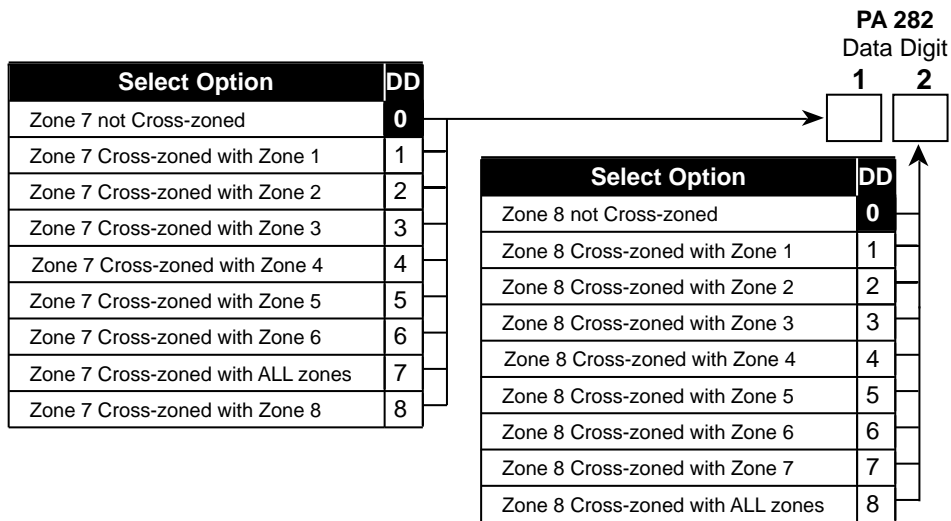 PA 282
Data Digit
1 2
Select Option DD
Zone 7 not Cross-zoned 0
Zone 7 Cross-zoned with Zone 1 1
Zone 7 Cross-zoned with Zone 2 2
Zone 7 Cross-zoned with Zone 3 3
Zone 7 Cross-zoned with Zone 4 4
Zone 7 Cross-zoned with Zone 5 5
Zone 7 Cross-zoned with Zone 6 6
Zone 7 Cross-zoned with ALL zones 7
Zone 7 Cross-zoned with Zone 8 8
Select Option DD
Zone 8 not Cross-zoned 0
Zone 8 Cross-zoned with Zone 1 1
Zone 8 Cross-zoned with Zone 2 2
Zone 8 Cross-zoned with Zone 3 3
Zone 8 Cross-zoned with Zone 4 4
Zone 8 Cross-zoned with Zone 5 5
Zone 8 Cross-zoned with Zone 6 6
Zone 8 Cross-zoned with Zone 7 7
Zone 8 Cross-zoned with ALL zones 8